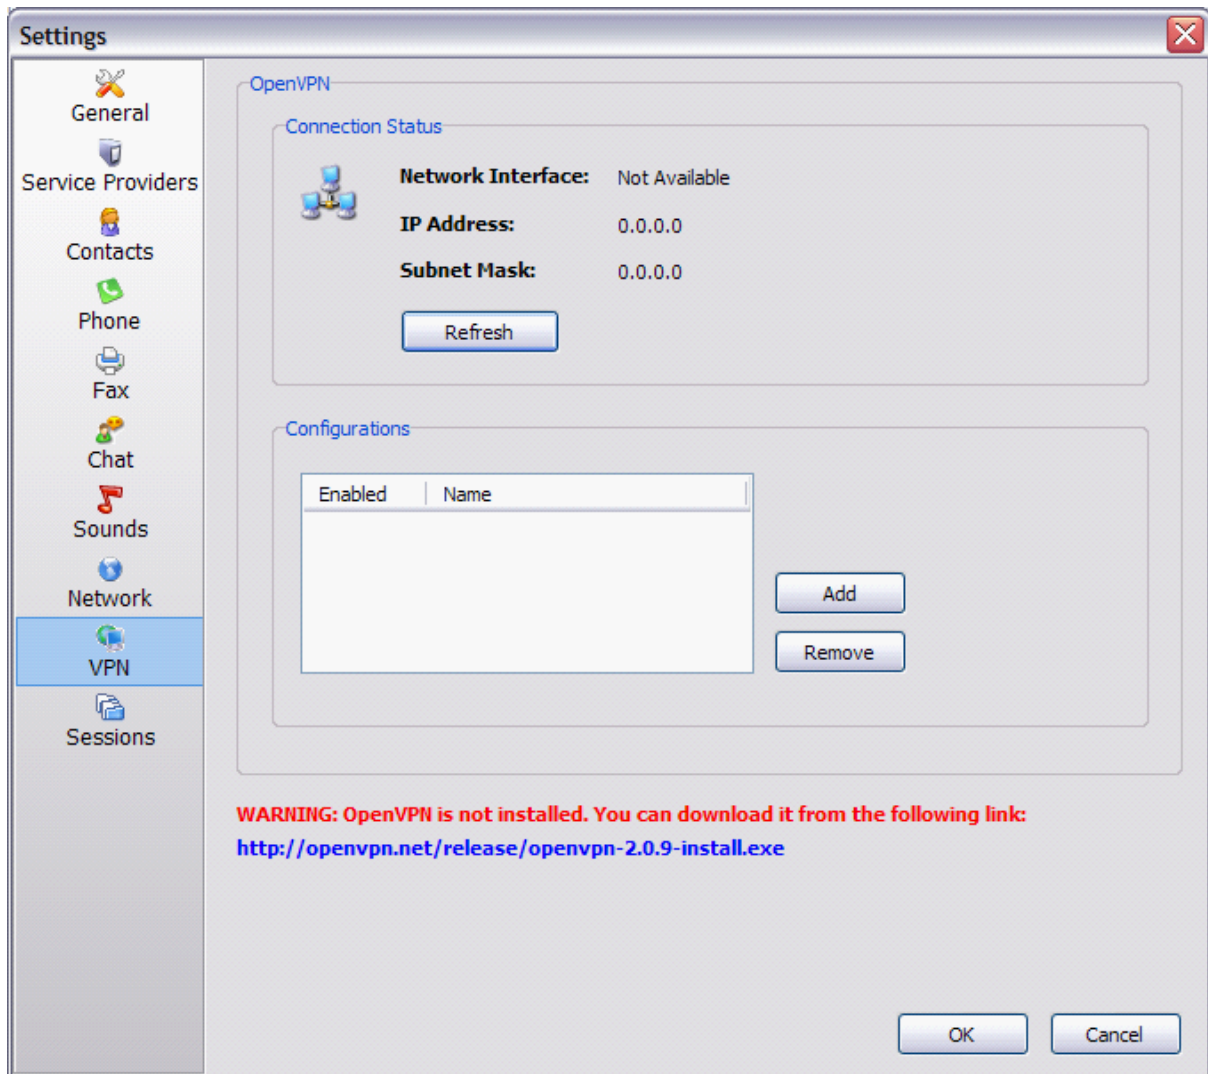 Settings
General
Service Providers
Contacts
Phone
Fax
Chat
Sounds
Network
VPN
Sessions
OpenVPN
Connection Status
Network Interface: Not Available
IP Address: 0.0.0.0
Subnet Mask: 0.0.0.0
Refresh
Configurations
Enabled Name
Add
Remove
WARNING: OpenVPN is not installed. You can download it from the following link:
http://openvpn.net/release/openvpn-2.0.9-install.exe
OK Cancel